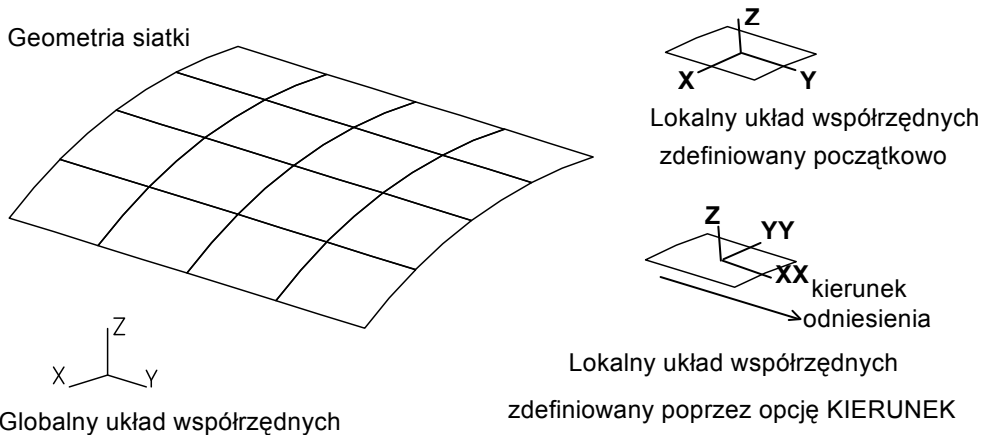 Geometria siatki
Z
X
Y
Lokalny układ współrzędnych
zdefiniowany początkowo
Z
YY
XX
kierunek
odniesienia
Z
X
Y
Globalny układ współrzędnych
Lokalny układ współrzędnych
zdefiniowany poprzez opcję KIERUNEK